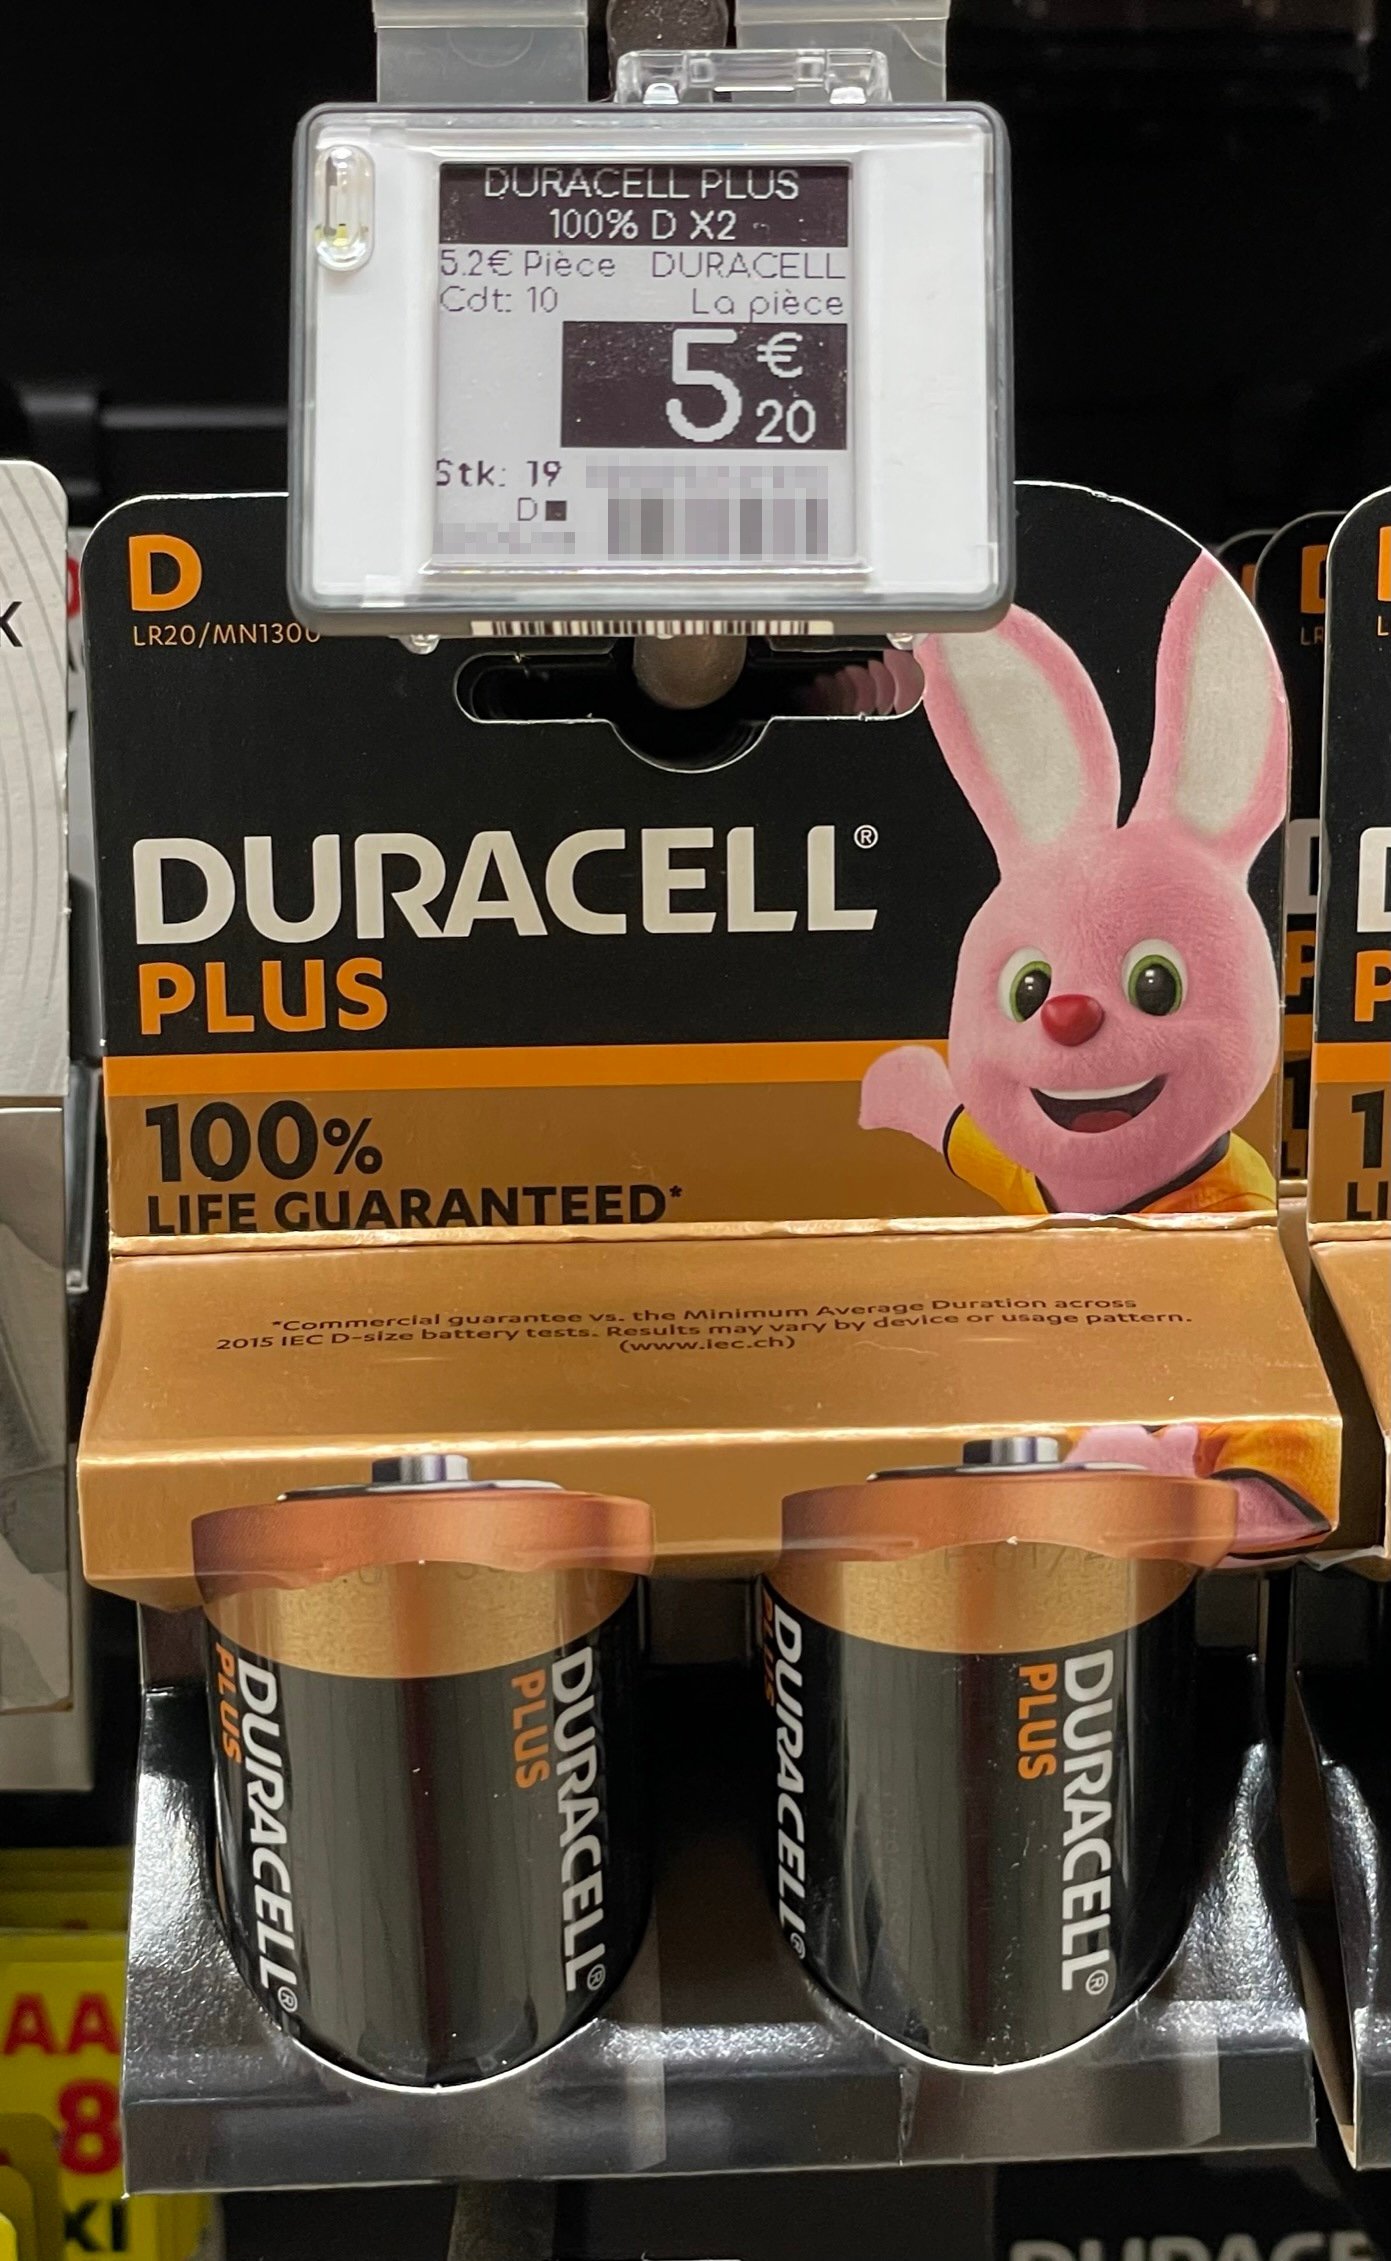 DURACELL PLUS
100% D X2
5.2€ Pièce DURACELL
Cdt: 10 La pièce
5€20
Stk: 19
D
D
LR20/MN1300
DURACELL®
PLUS
100%
LIFE GUARANTEED*
*Commercial guarantee vs. the Minimum Average Duration across
2015 IEC D-size battery tests. Results may vary by device or usage pattern.
(www.iec.ch)
DURACELL®
PLUS
DURACELL®
PLUS
DURACELL®
PLUS
DURACELL®
PLUS
AA
8